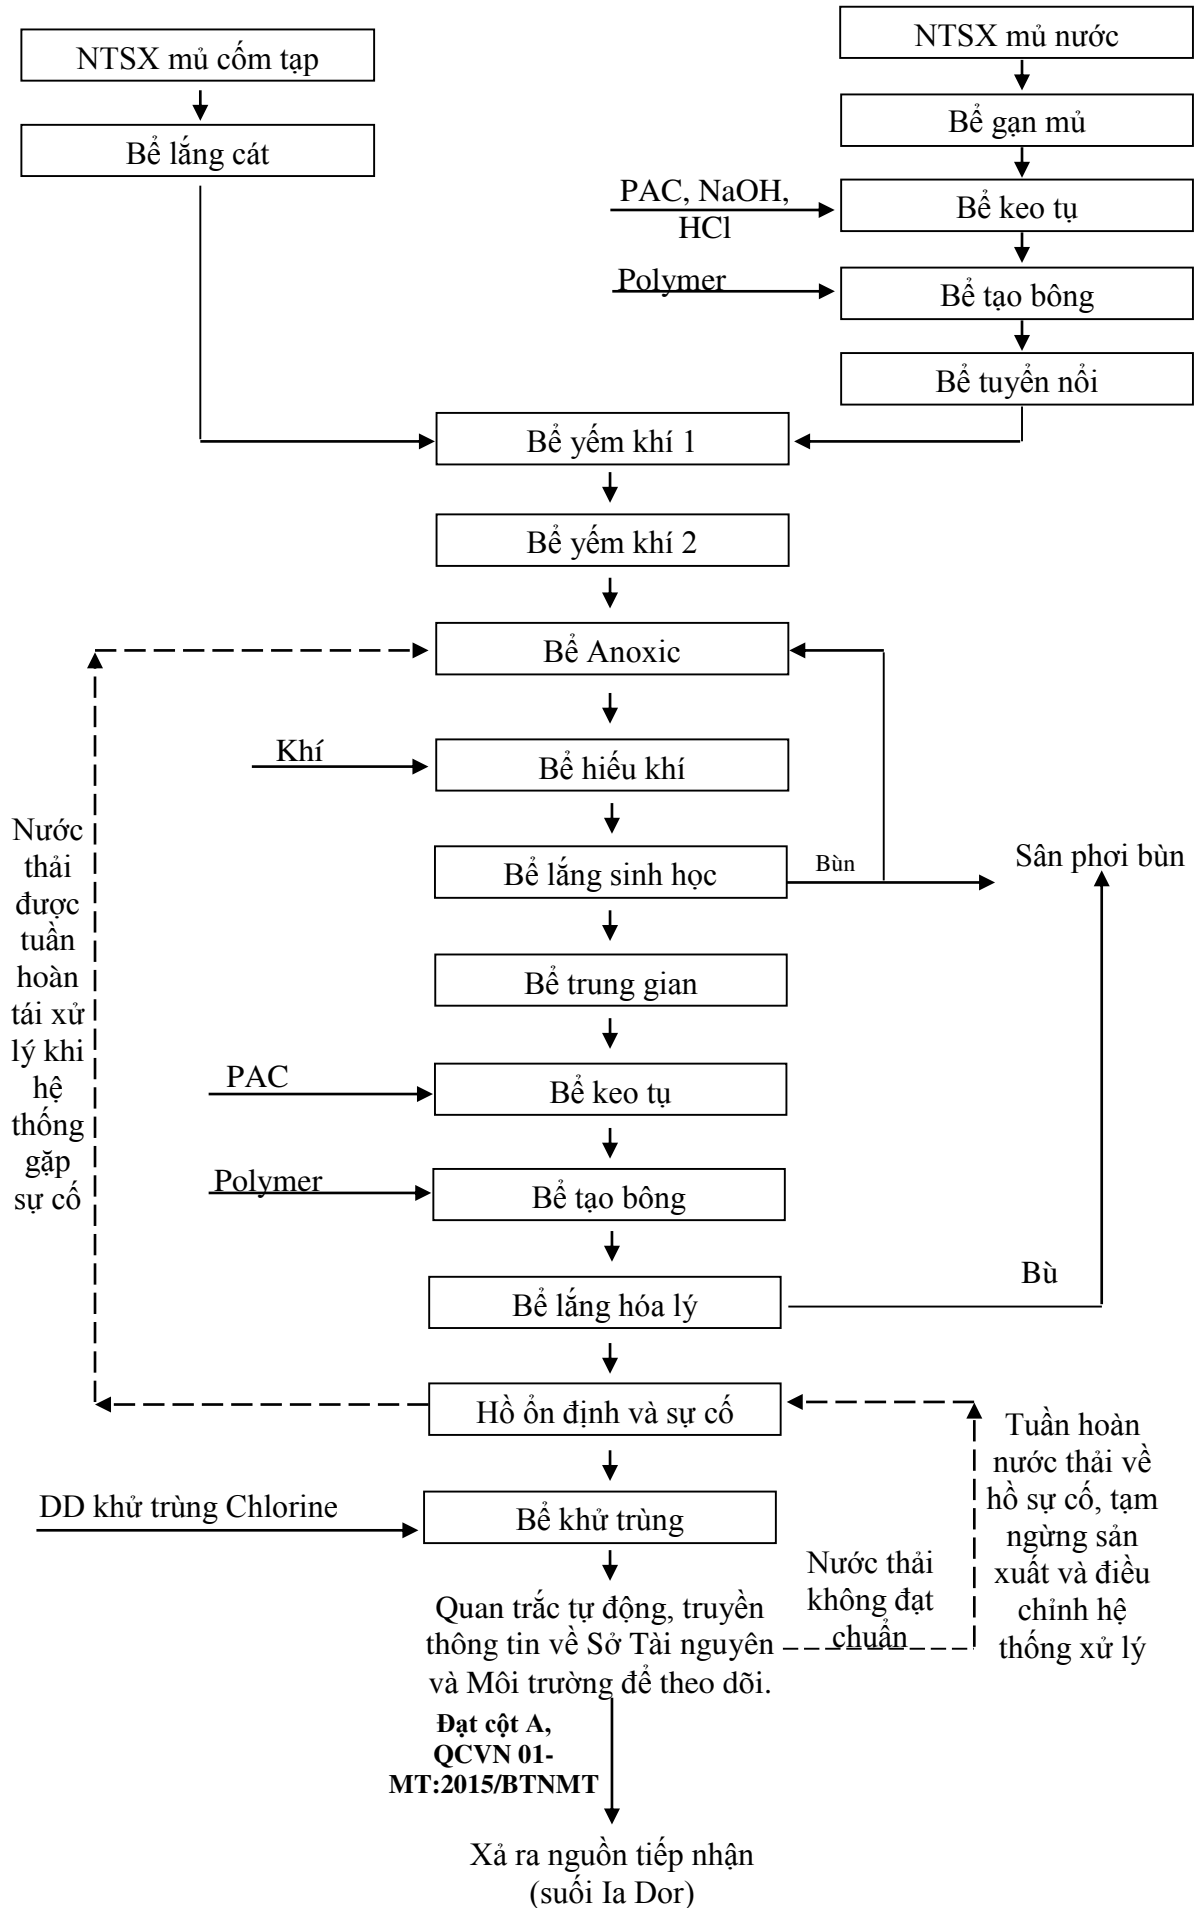 NTSX mủ nước
NTSX mủ cốm tạp
Bể gạn mủ
Bể lắng cát
PAC, NaOH,
HCl
Bể keo tụ
Polymer
Bể tạo bông
Bể tuyển nổi
Bể yếm khí 1
Bể yếm khí 2
Bể Anoxic
Khí
Bể hiếu khí
Nước
thải
được
tuần
hoàn
tái xử
lý khi
hệ
thống
gặp
sự cố
Bể lắng sinh học
Bùn
Sân phơi bùn
Bể trung gian
PAC
Bể keo tụ
Polymer
Bể tạo bông
Bể lắng hóa lý
Bù
Hồ ổn định và sự cố
Tuần hoàn
nước thải về
hồ sự cố, tạm
ngừng sản
xuất và điều
chỉnh hệ
thống xử lý
DD khử trùng Chlorine
Bể khử trùng
Nước thải
không đạt
chuẩn
Quan trắc tự động, truyền
thông tin về Sở Tài nguyên
và Môi trường để theo dõi.
Đạt cột A,
QCVN 01-
MT:2015/BTNMT
Xả ra nguồn tiếp nhận
(suối Ia Dor)